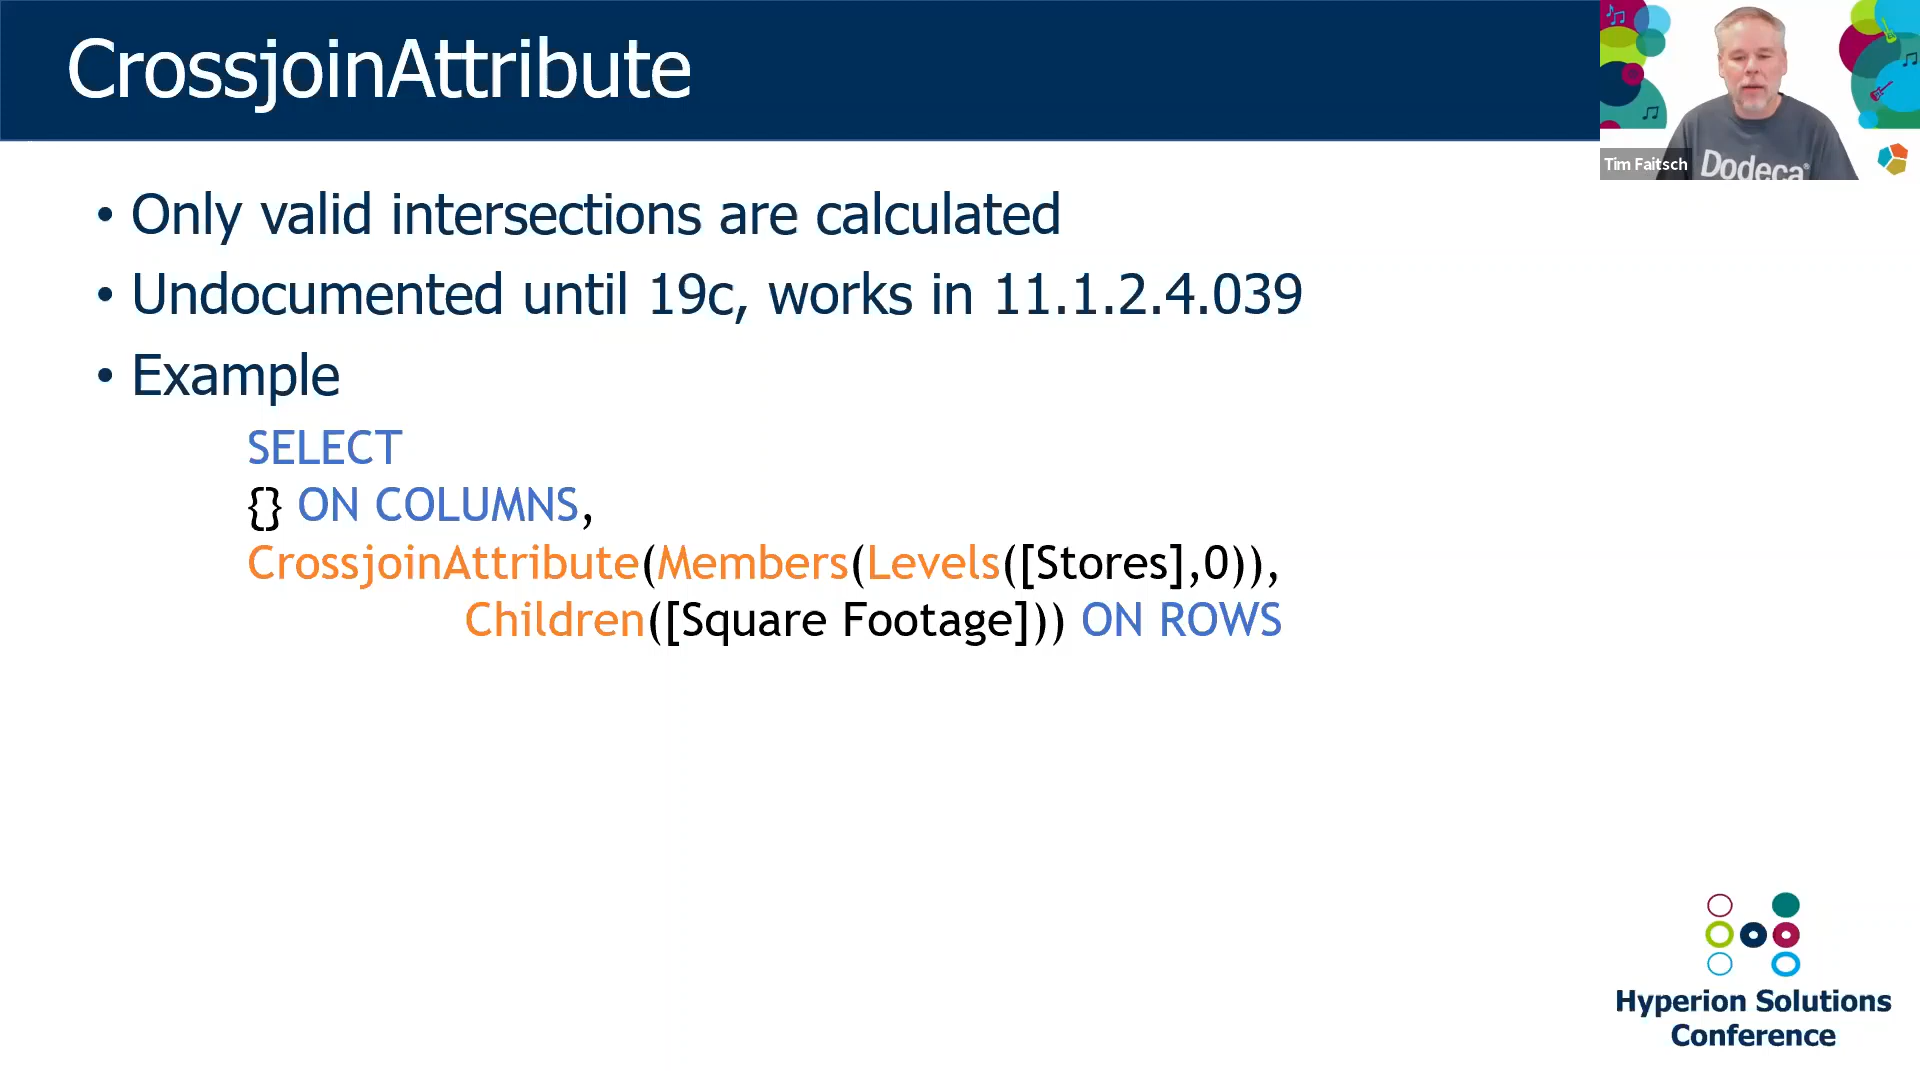 CrossjoinAttribute
• Only valid intersections are calculated
• Undocumented until 19c, works in 11.1.2.4.039
• Example
SELECT
{} ON COLUMNS,
CrossjoinAttribute(Members(Levels([Stores],0)),
Children([Square Footage])) ON ROWS
Tim Faitsch
Dodeca®
Hyperion Solutions
Conference